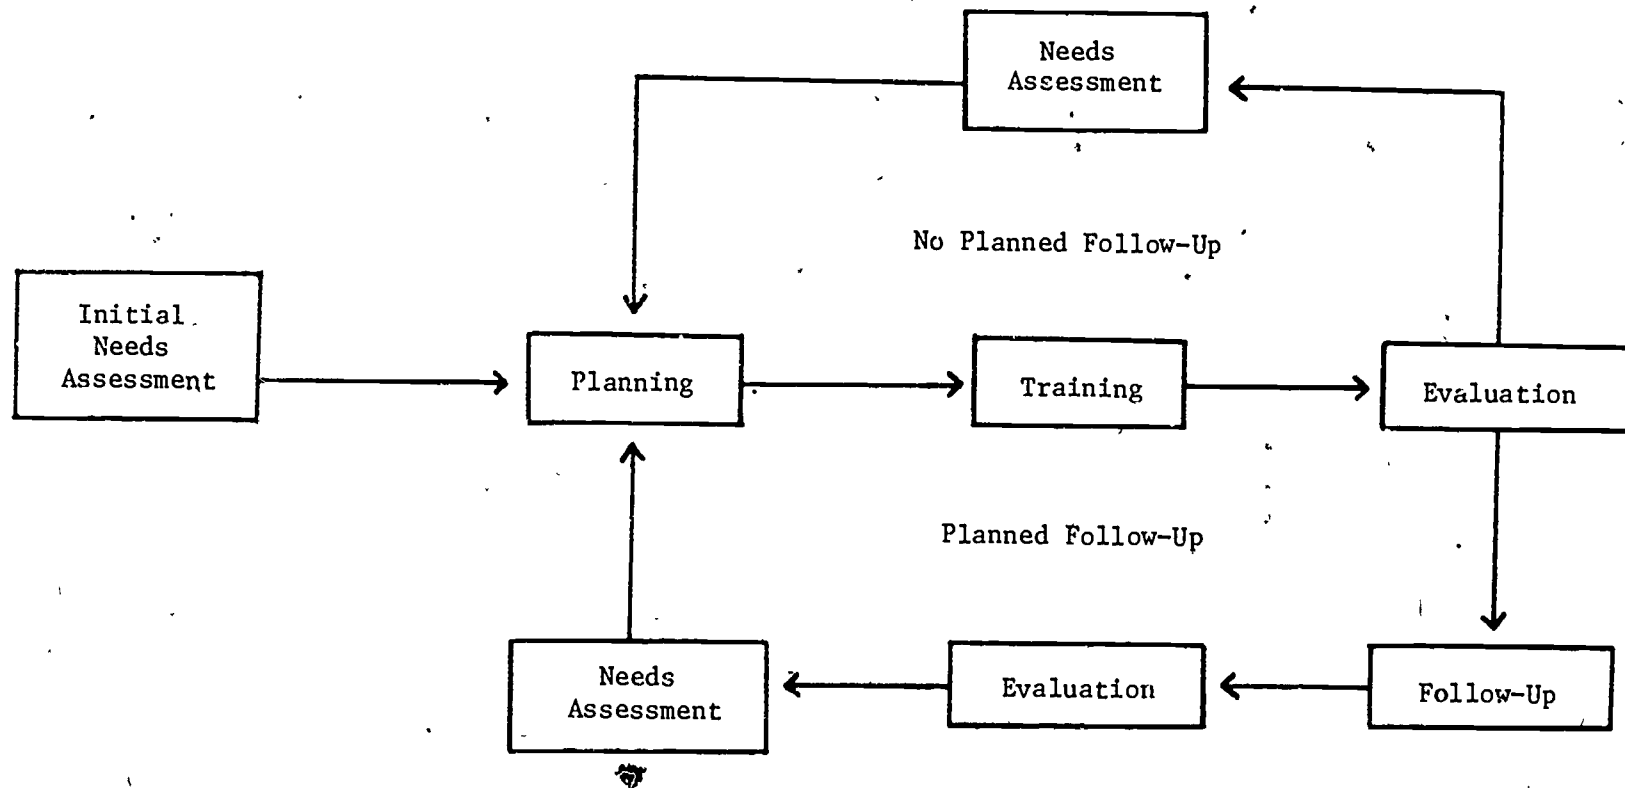 Needs
Assessment
No Planned Follow-Up
Initial
Needs
Assessment
Planning
Training
Evaluation
Planned Follow-Up
Needs
Assessment
Evaluation
Follow-Up